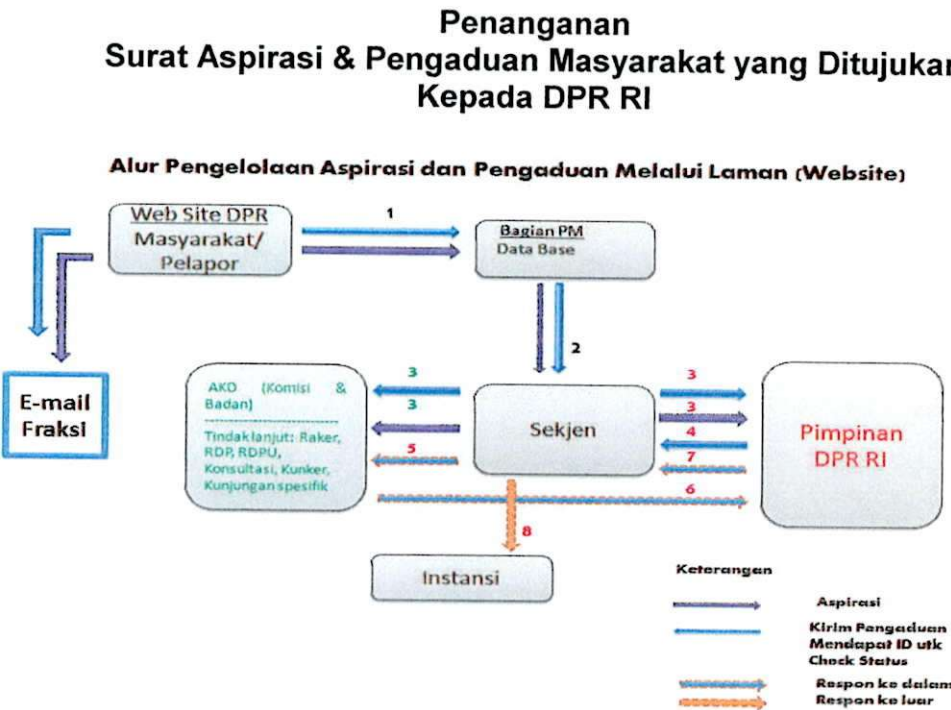 Penanganan
Surat Aspirasi & Pengaduan Masyarakat yang Ditujukan
Kepada DPR RI
Alur Pengelolaan Aspirasi dan Pengaduan Melalui Laman (Website)
Web Site DPR
Masyarakat/
Pelapor
1
Bagian PM
Data Base
2
E-mail
Fraksi
AKD (Komisi &
Badan)
Tindaklanjut: Raker,
RDP, RDPU,
Konsultasi, Kunker,
Kunjungan spesifik
3
3
5
Sekjen
3
3
4
7
6
Pimpinan
DPR RI
8
Instansi
Keterangan
Aspirasi
Kirim Pengaduan
Mendapat ID utk
Check Status
Respon ke dalam
Respon ke luar